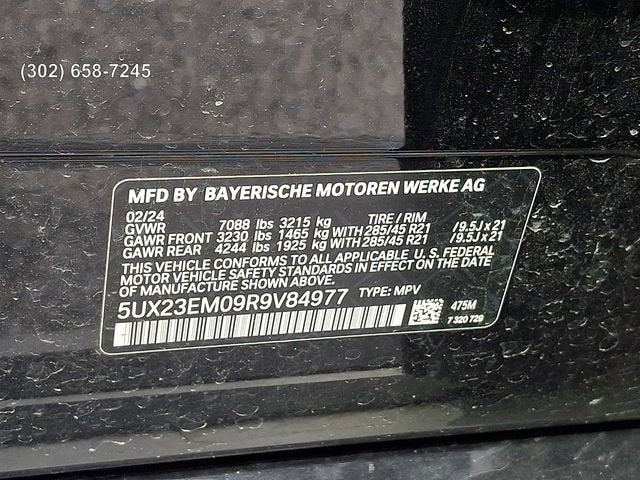 (302) 658-7245
MFD BY BAYERISCHE MOTOREN WERKE AG
02/24
GVWR 7088 lbs 3215 kg TIRE / RIM
GAWR FRONT 3230 lbs 1465 kg WITH 285/45 R21 /9.5J x 21
GAWR REAR 4244 lbs 1925 kg WITH 285/45 R21 /9.5J x 21
THIS VEHICLE CONFORMS TO ALL APPLICABLE U. S. FEDERAL
MOTOR VEHICLE SAFETY STANDARDS IN EFFECT ON THE DATE
OF MANUFACTURE SHOWN ABOVE.
5UX23EM09R9V84977 TYPE: MPV
475M
7 320 729